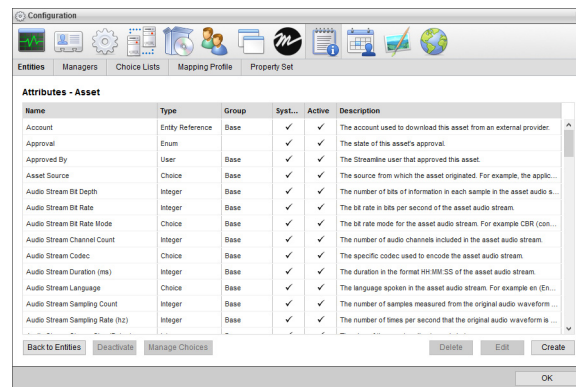 Configuration
Entities Managers Choice Lists Mapping Profile Property Set
Attributes - Asset
Name Type Group Syst... Active Description
Account Entity Reference Base ✓ ✓ The account used to download this asset from an external provider.
Approval Enum ✓ ✓ The state of this asset's approval.
Approved By User Base ✓ ✓ The Streamline user that approved this asset.
Asset Source Choice Base ✓ ✓ The source from which the asset originated. For example, the applic...
Audio Stream Bit Depth Integer Base ✓ ✓ The number of bits of information in each sample in the asset audio s...
Audio Stream Bit Rate Integer Base ✓ ✓ The bit rate in bits per second of the asset audio stream.
Audio Stream Bit Rate Mode Choice Base ✓ ✓ The bit rate mode for the asset audio stream. For example CBR (con...
Audio Stream Channel Count Integer Base ✓ ✓ The number of audio channels included in the asset audio stream.
Audio Stream Codec Choice Base ✓ ✓ The specific codec used to encode the asset audio stream.
Audio Stream Duration (ms) Integer Base ✓ ✓ The duration in the format HH:MM:SS of the asset audio stream.
Audio Stream Language Choice Base ✓ ✓ The language spoken in the asset audio stream. For example en (En...
Audio Stream Sampling Count Integer Base ✓ ✓ The number of samples measured from the original audio waveform ...
Audio Stream Sampling Rate (hz) Integer Base ✓ ✓ The number of times per second that the original audio waveform is ...
Back to Entities Deactivate Manage Choices Delete Edit Create
OK